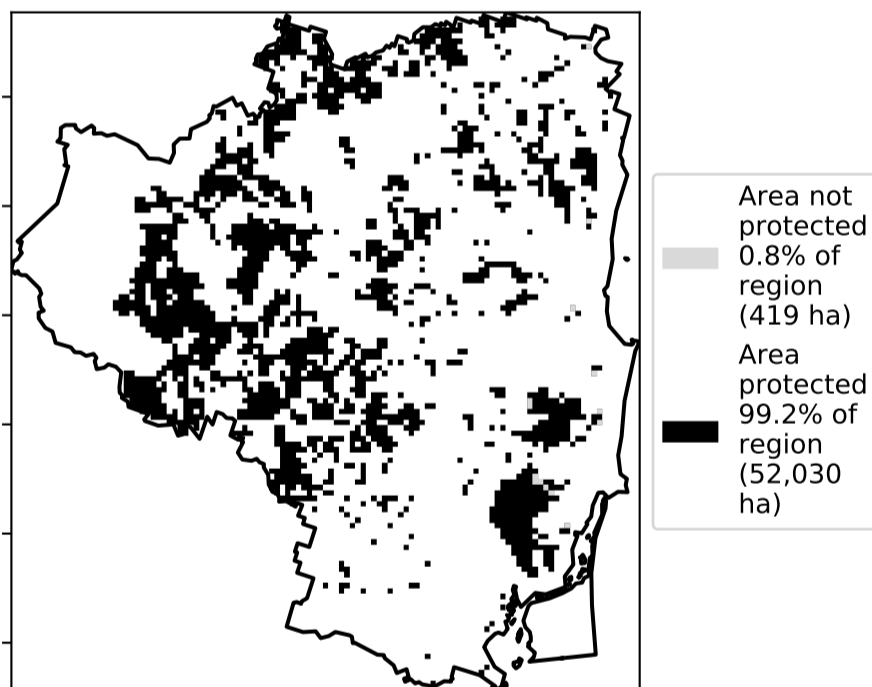 Area not
protected
0.8% of
region
(419 ha)
Area
protected
99.2% of
region
(52,030
ha)